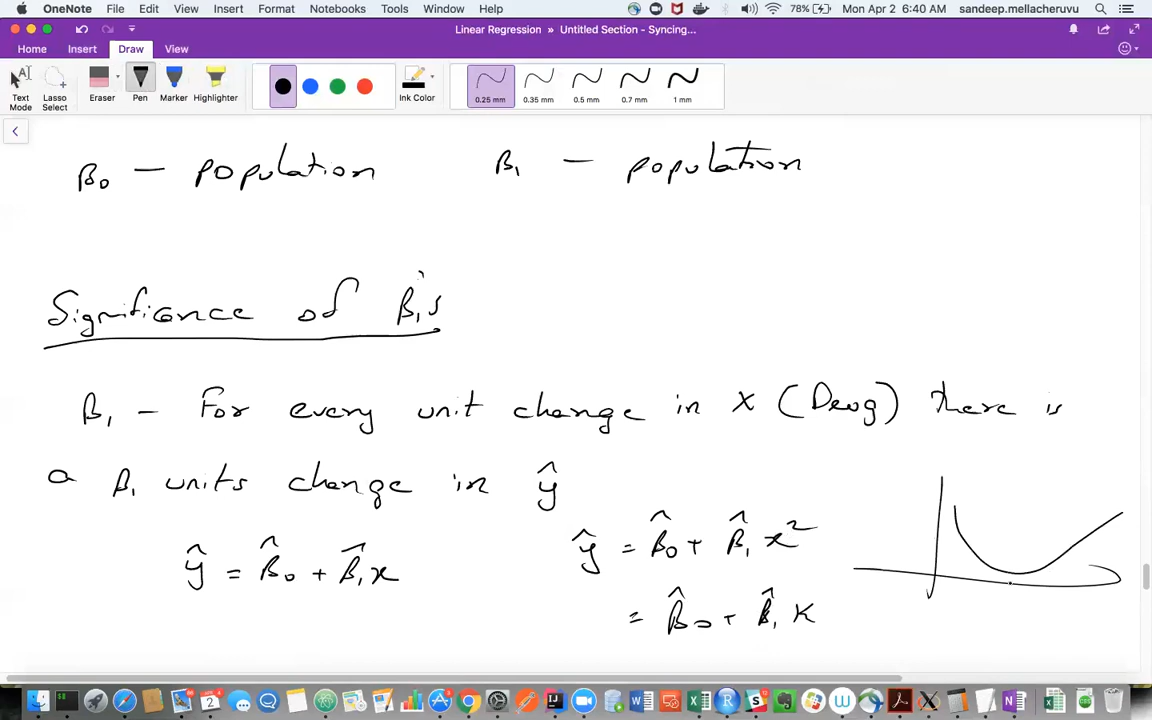 OneNote File Edit View Insert Format Notebooks Tools Window Help 78% Mon Apr 2 6:40 AM sandeep.mellacheruvu
Linear Regression » Untitled Section - Syncing...
Home Insert Draw View
Text Mode Lasso Select Eraser Pen Marker Highlighter Ink Color 0.25 mm 0.35 mm 0.5 mm 0.7 mm 1 mm
β₀ — population β₁ — population
Significance of β₁'s
β₁ — For every unit change in X (Deug) there is
a β₁ units change in ŷ
ŷ = β̂₀ + β̂₁x
ŷ = β̂₀ + β̂₁x²
= β̂₀ + β̂₁ K